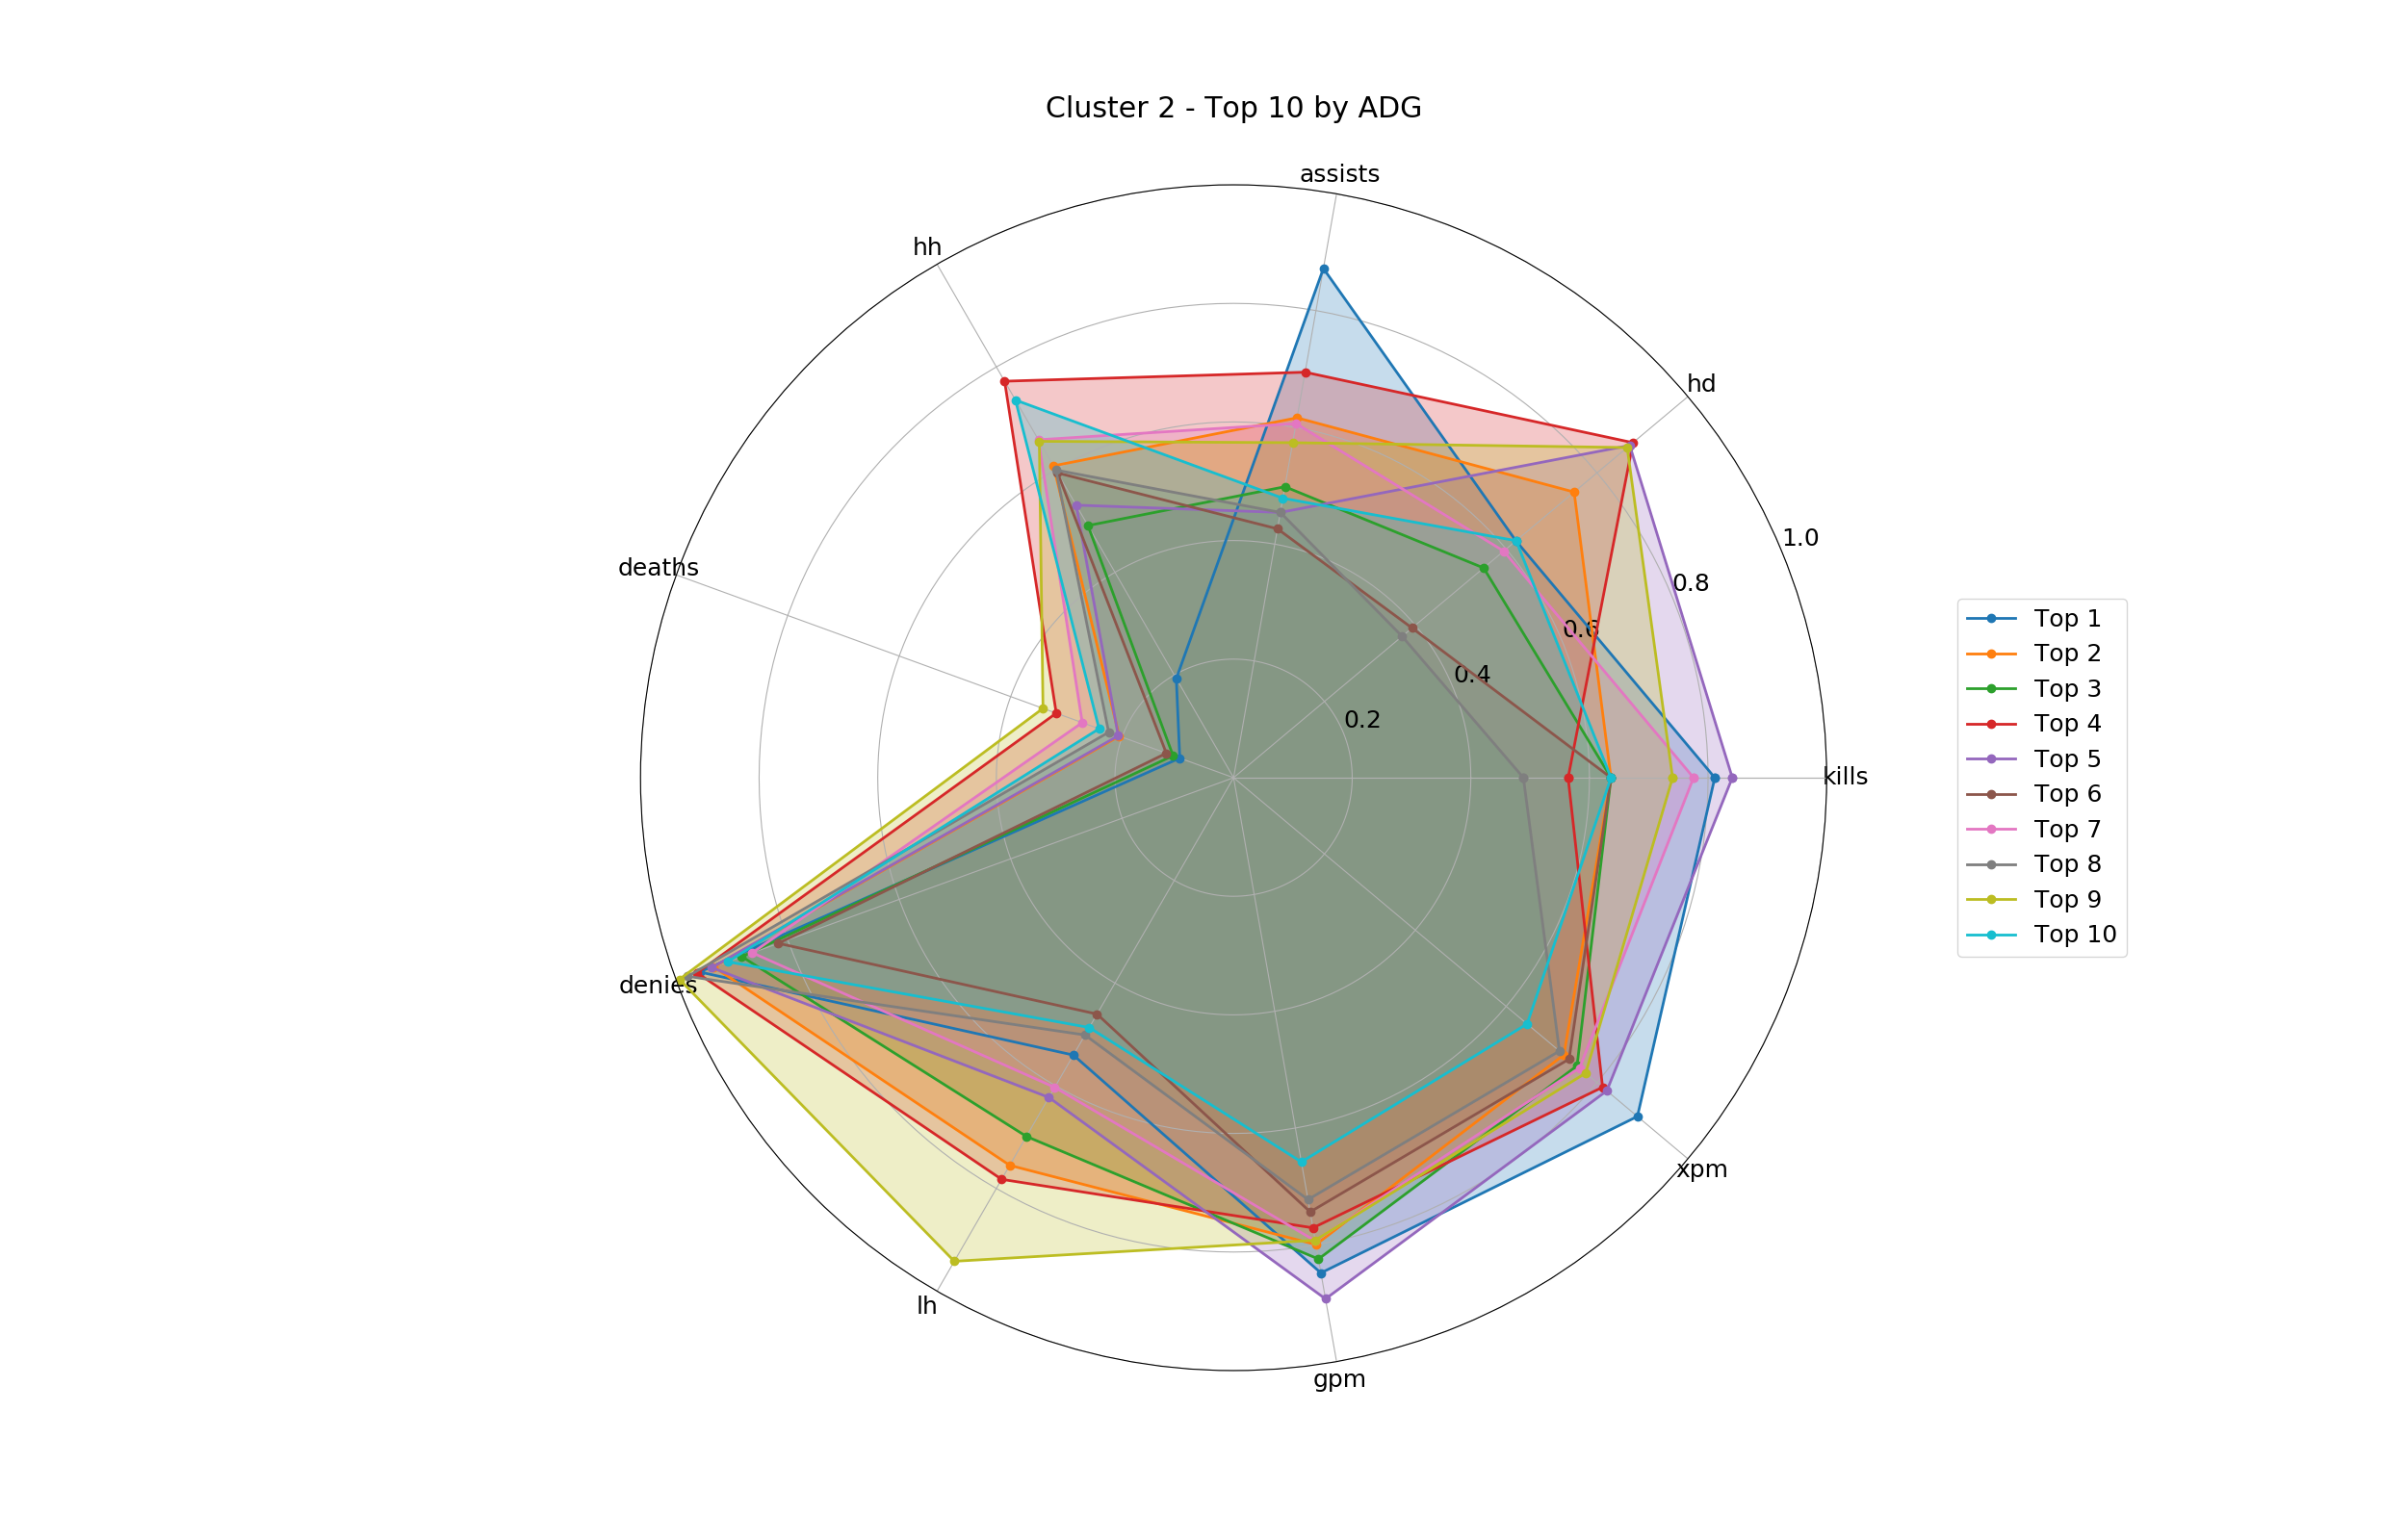 Cluster 2 - Top 10 by ADG
assists
hh
hd
1.0
deaths
0.8
0.6
0.4
0.2
kills
denies
xpm
lh
gpm
Top 1
Top 2
Top 3
Top 4
Top 5
Top 6
Top 7
Top 8
Top 9
Top 10